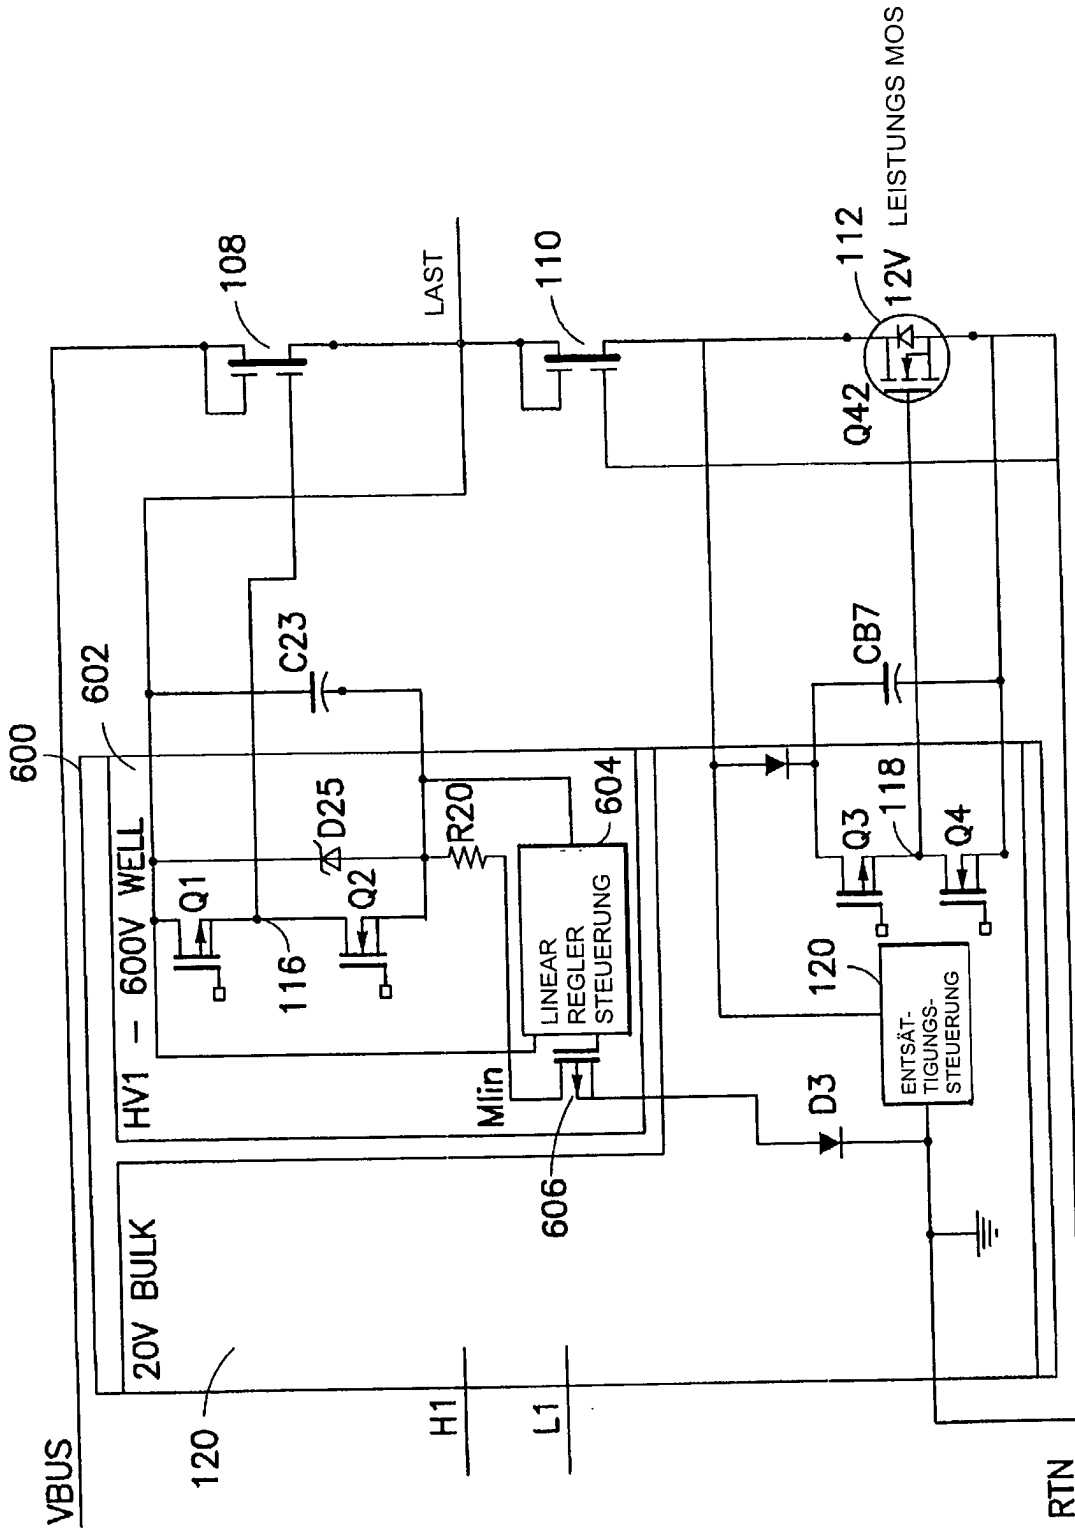 VBUS
600
602
HV1 – 600V WELL
20V BULK
120
H1
L1
RTN
Q1
116
Q2
D25
C23
R20
Mlin
LINEAR
REGLER
STEUERUNG
604
606
D3
120
ENTSÄT-
TIGUNGS-
STEUERUNG
Q3
118
Q4
CB7
108
LAST
110
Q42
112
12V LEISTUNGS MOS